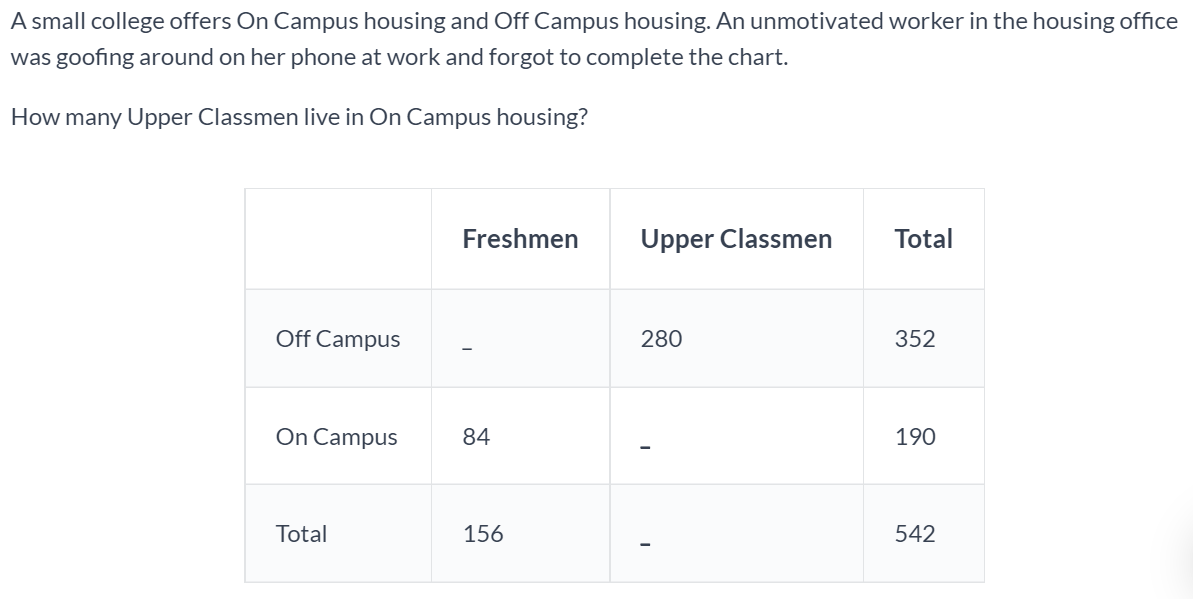 A small college offers On Campus housing and Off Campus housing. An unmotivated worker in the housing office
was goofing around on her phone at work and forgot to complete the chart.
How many Upper Classmen live in On Campus housing?
Freshmen Upper Classmen Total
Off Campus _ 280 352
On Campus 84 - 190
Total 156 - 542